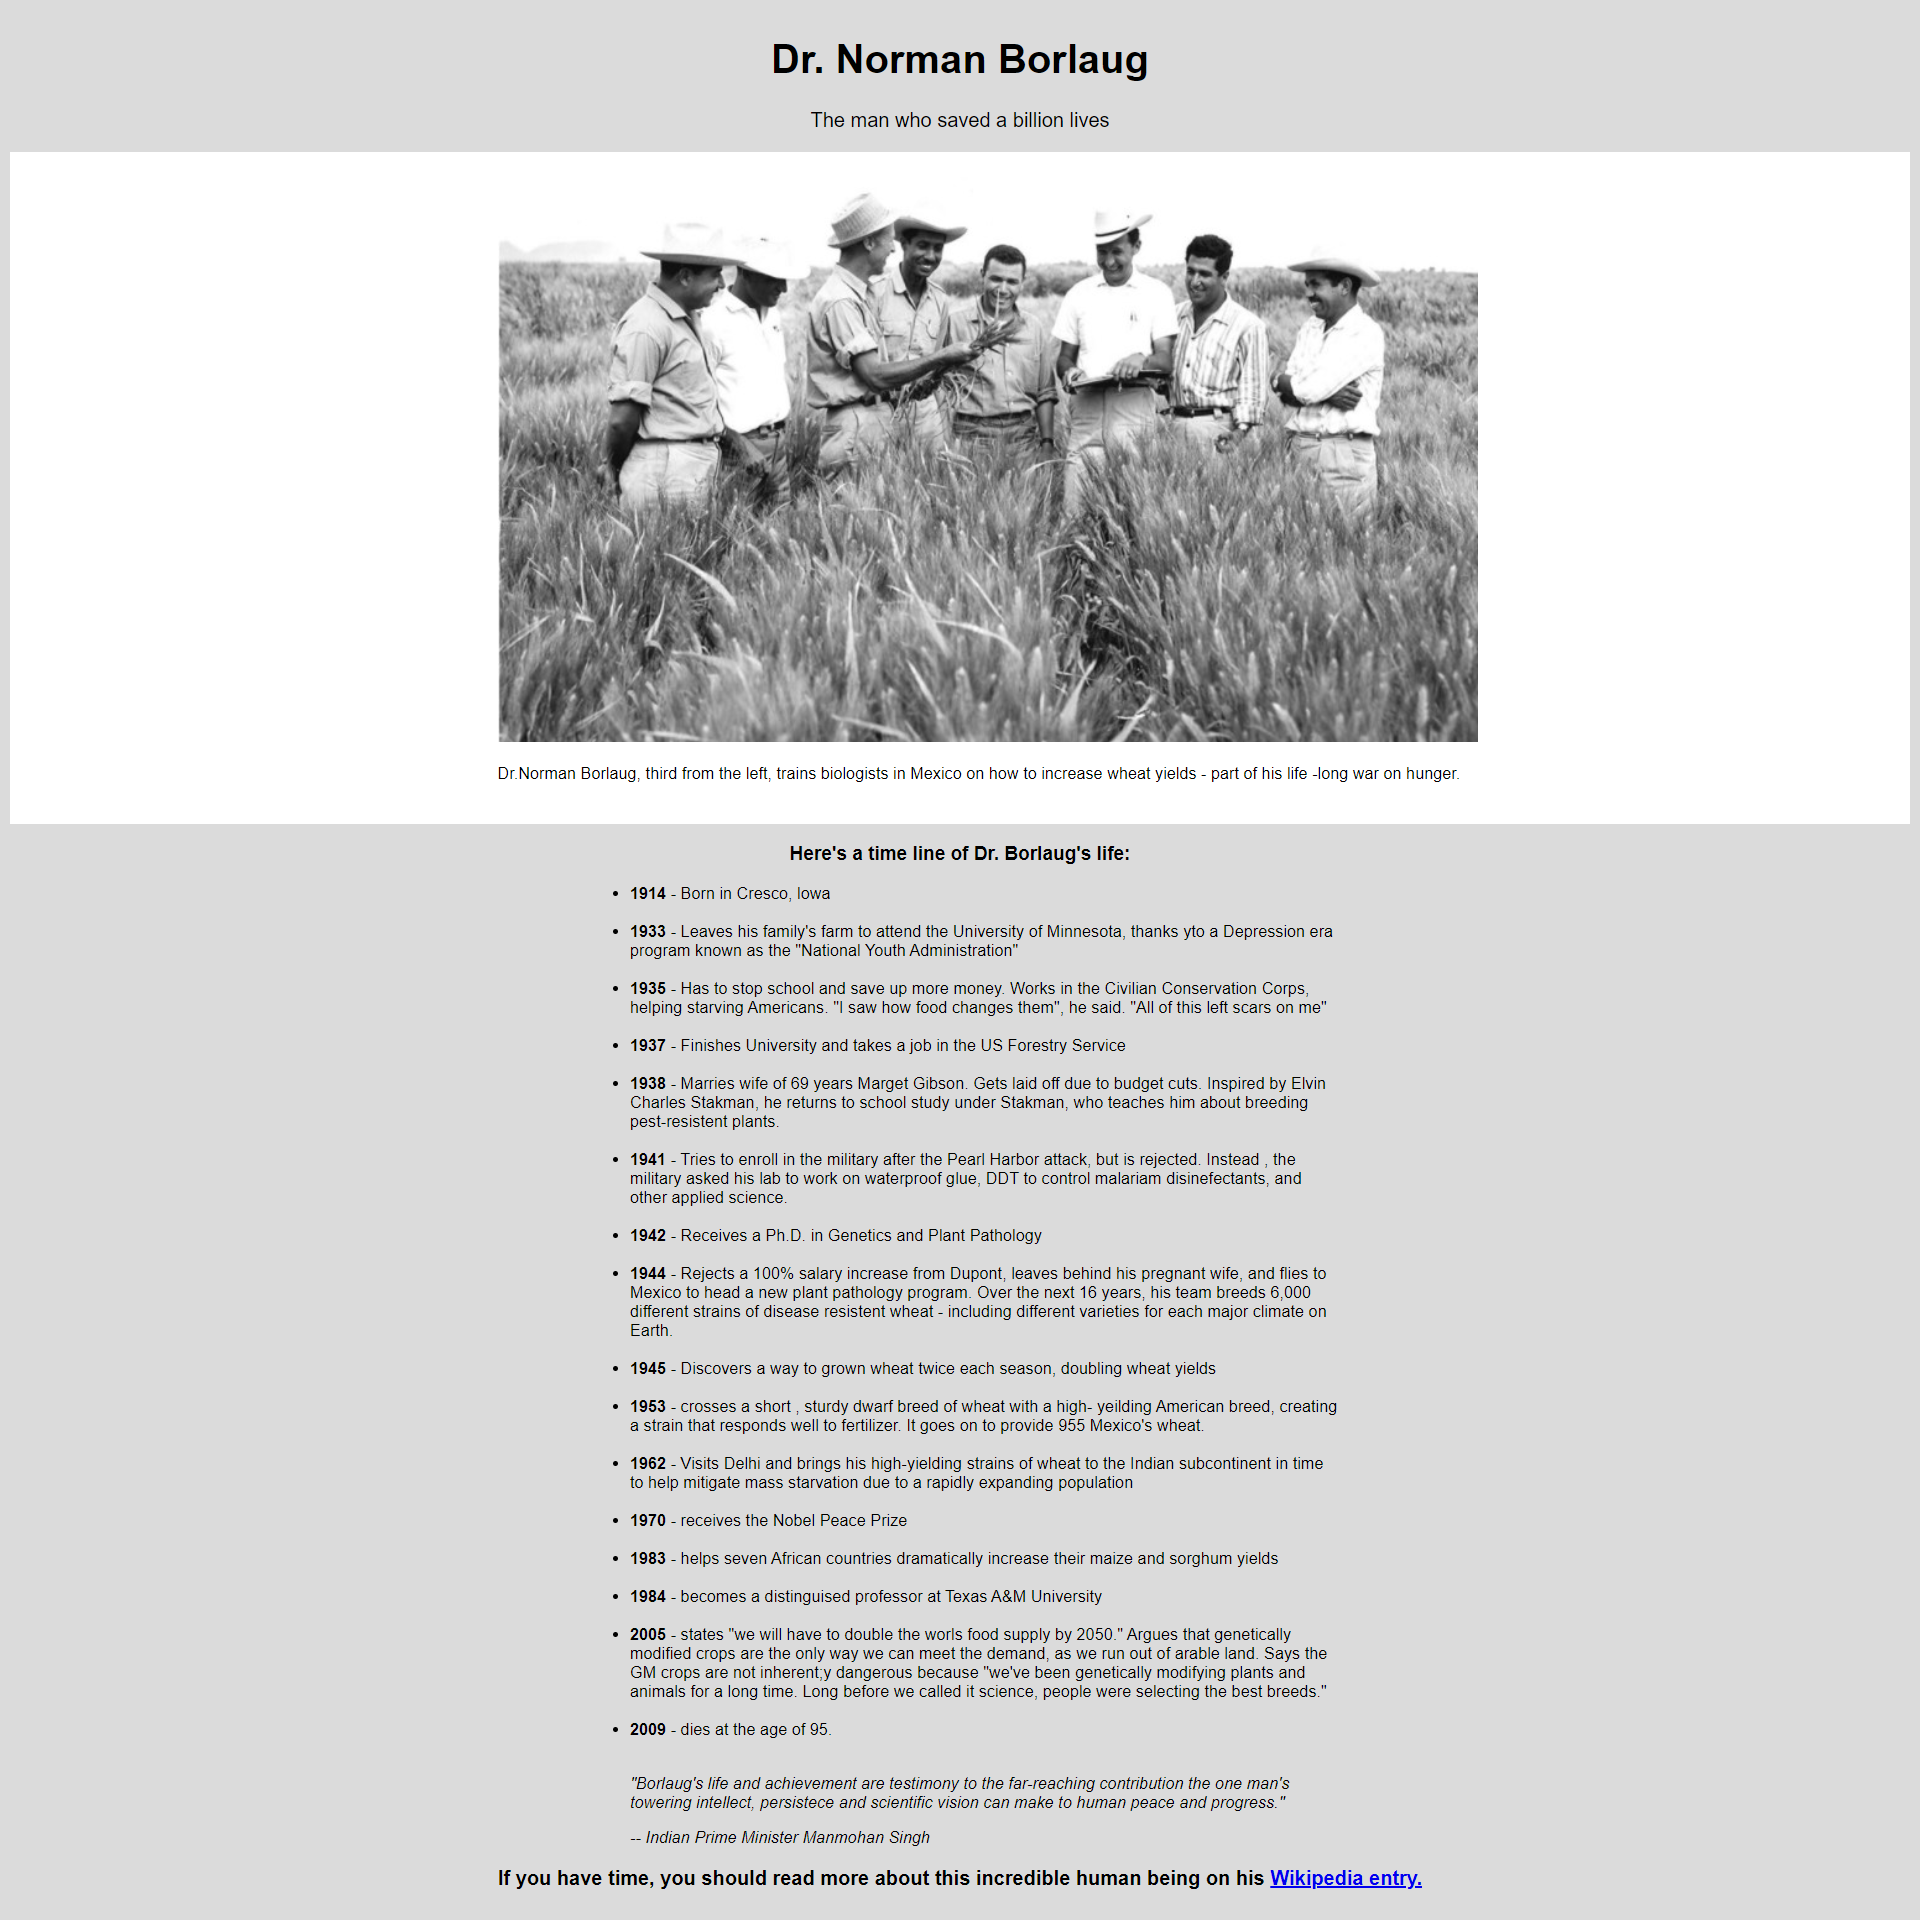 Dr. Norman Borlaug
The man who saved a billion lives
Dr.Norman Borlaug, third from the left, trains biologists in Mexico on how to increase wheat yields - part of his life -long war on hunger.
Here's a time line of Dr. Borlaug's life:
• 1914 - Born in Cresco, Iowa
• 1933 - Leaves his family's farm to attend the University of Minnesota, thanks yto a Depression era
program known as the "National Youth Administration"
• 1935 - Has to stop school and save up more money. Works in the Civilian Conservation Corps,
helping starving Americans. "I saw how food changes them", he said. "All of this left scars on me"
• 1937 - Finishes University and takes a job in the US Forestry Service
• 1938 - Marries wife of 69 years Marget Gibson. Gets laid off due to budget cuts. Inspired by Elvin
Charles Stakman, he returns to school study under Stakman, who teaches him about breeding
pest-resistent plants.
• 1941 - Tries to enroll in the military after the Pearl Harbor attack, but is rejected. Instead , the
military asked his lab to work on waterproof glue, DDT to control malariam disinefectants, and
other applied science.
• 1942 - Receives a Ph.D. in Genetics and Plant Pathology
• 1944 - Rejects a 100% salary increase from Dupont, leaves behind his pregnant wife, and flies to
Mexico to head a new plant pathology program. Over the next 16 years, his team breeds 6,000
different strains of disease resistent wheat - including different varieties for each major climate on
Earth.
• 1945 - Discovers a way to grown wheat twice each season, doubling wheat yields
• 1953 - crosses a short , sturdy dwarf breed of wheat with a high- yeilding American breed, creating
a strain that responds well to fertilizer. It goes on to provide 955 Mexico's wheat.
• 1962 - Visits Delhi and brings his high-yielding strains of wheat to the Indian subcontinent in time
to help mitigate mass starvation due to a rapidly expanding population
• 1970 - receives the Nobel Peace Prize
• 1983 - helps seven African countries dramatically increase their maize and sorghum yields
• 1984 - becomes a distinguised professor at Texas A&M University
• 2005 - states "we will have to double the worls food supply by 2050." Argues that genetically
modified crops are the only way we can meet the demand, as we run out of arable land. Says the
GM crops are not inherent;y dangerous because "we've been genetically modifying plants and
animals for a long time. Long before we called it science, people were selecting the best breeds."
• 2009 - dies at the age of 95.
"Borlaug's life and achievement are testimony to the far-reaching contribution the one man's
towering intellect, persistece and scientific vision can make to human peace and progress."
-- Indian Prime Minister Manmohan Singh
If you have time, you should read more about this incredible human being on his Wikipedia entry.